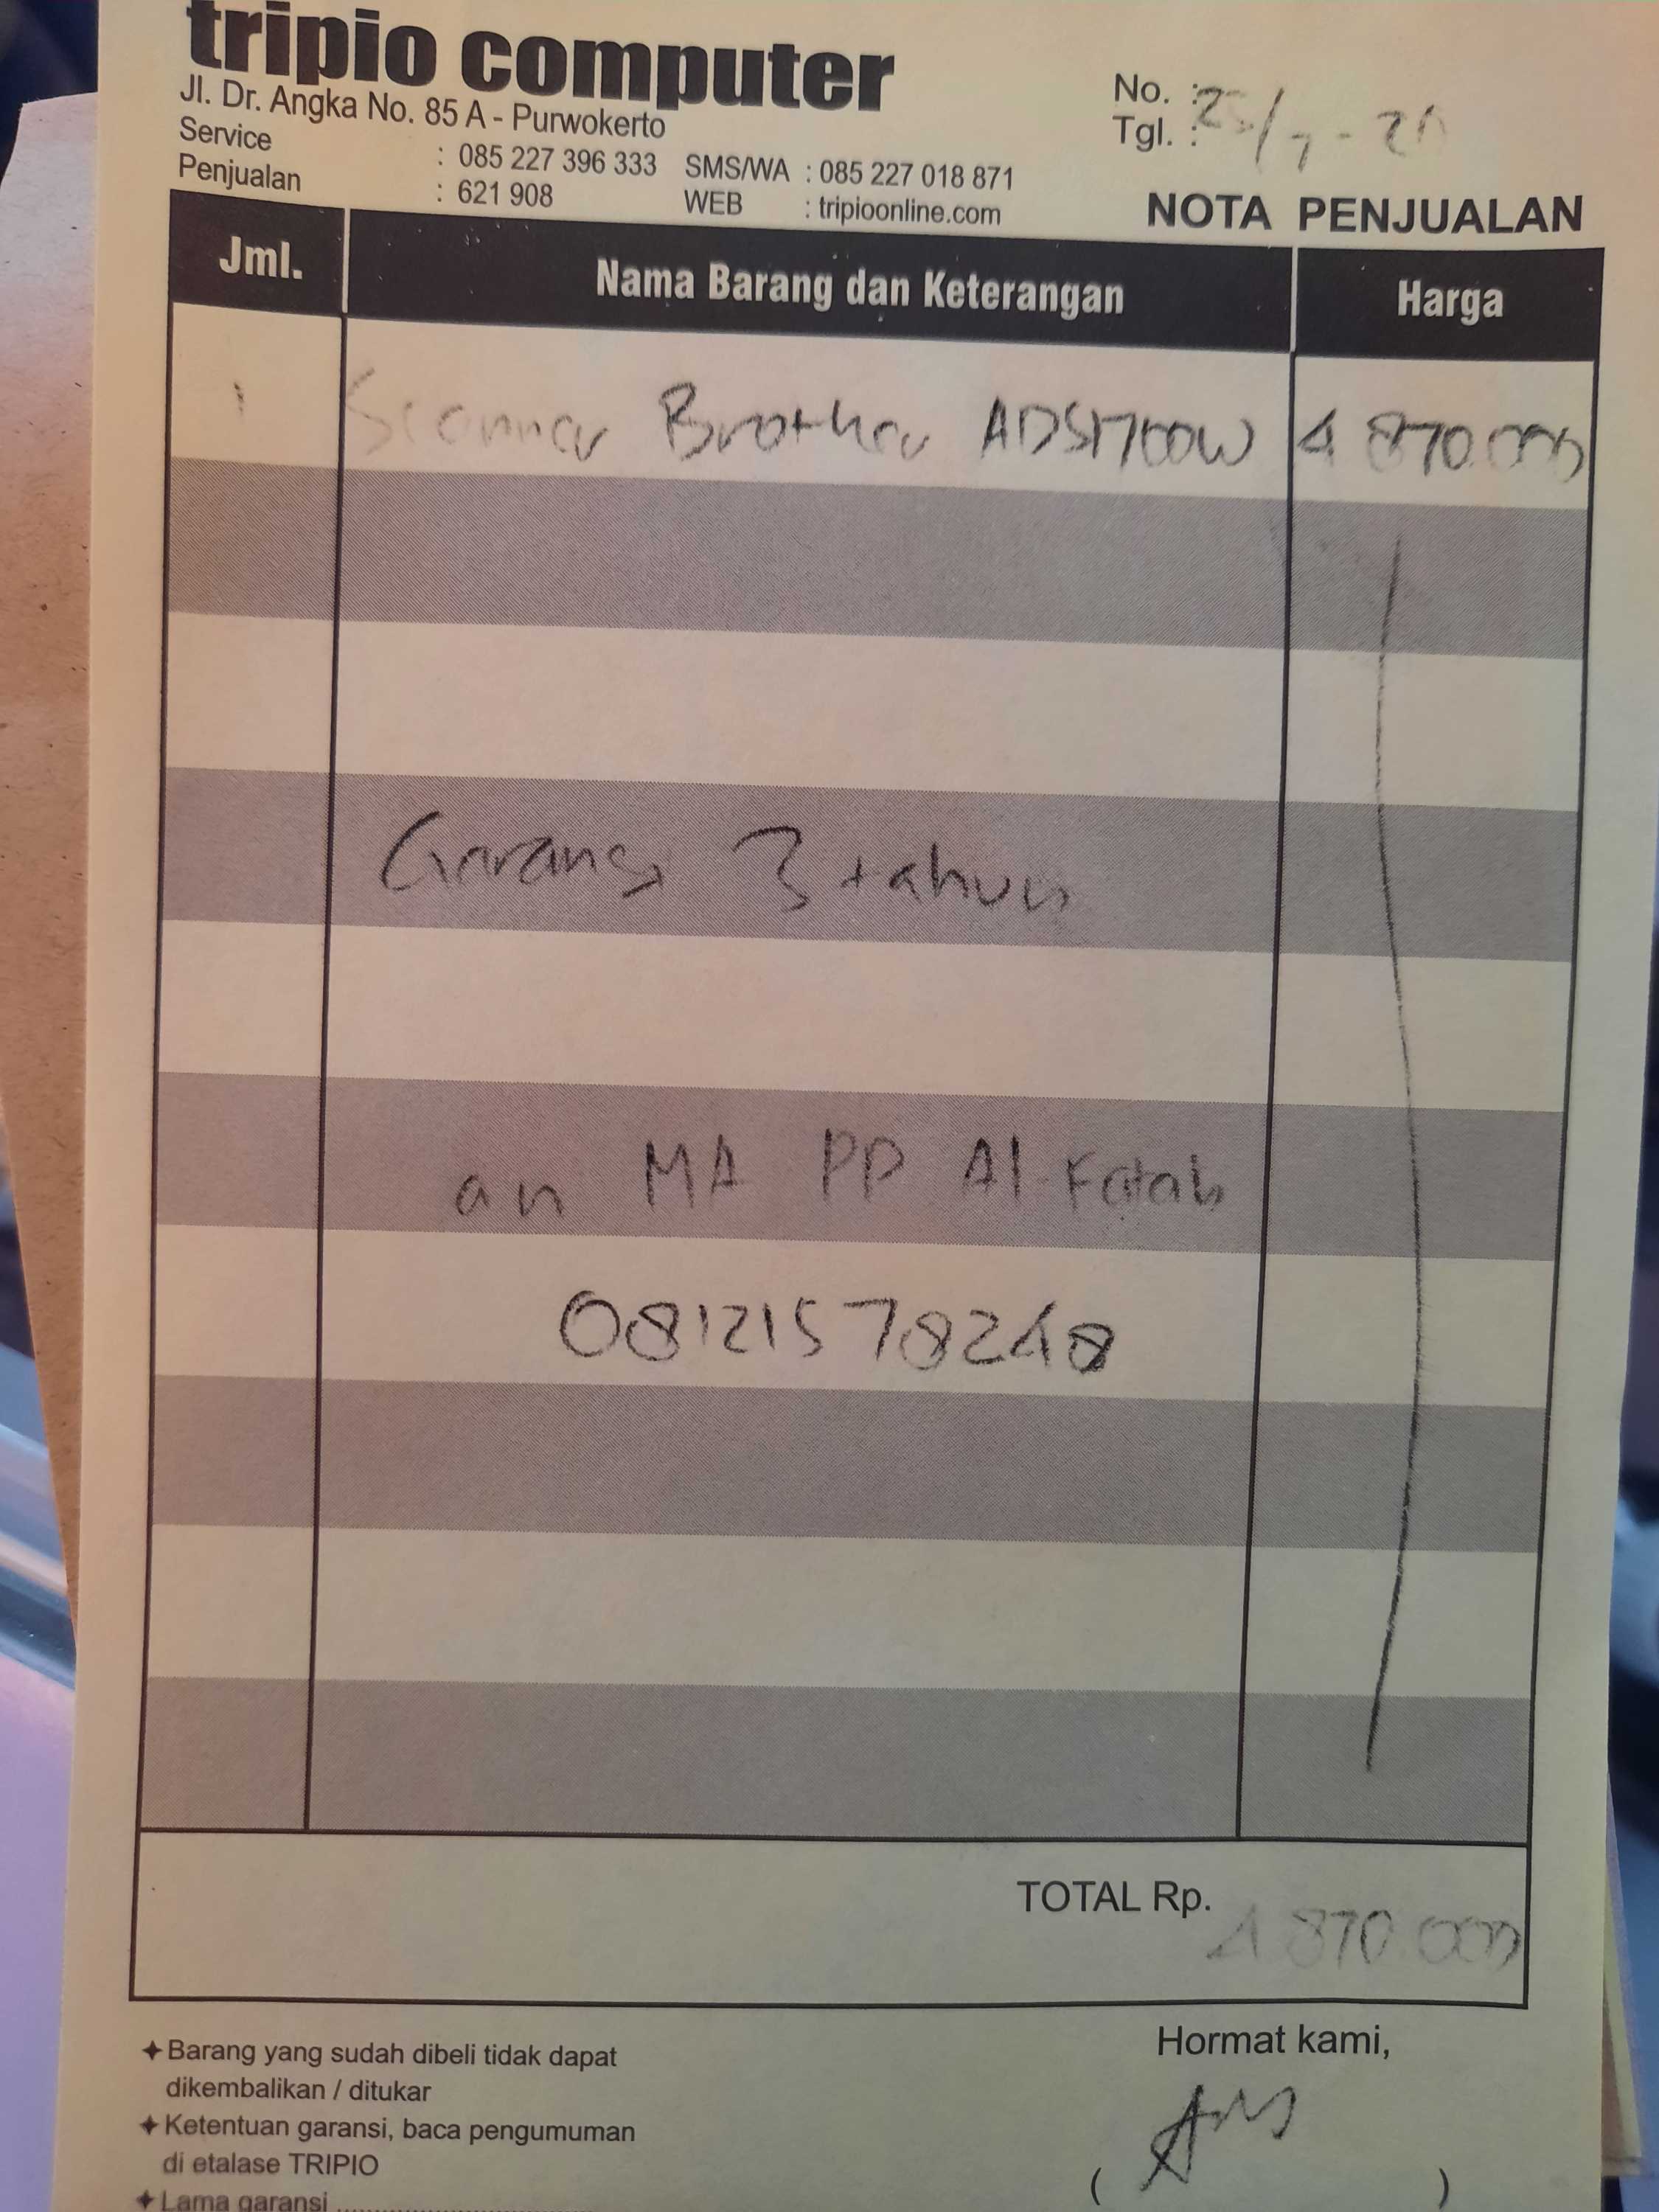 tripio computer
Jl. Dr. Angka No. 85 A - Purwokerto
Service : 085 227 396 333 SMS/WA : 085 227 018 871
Penjualan : 621 908 WEB : tripioonline.com
No. :
Tgl. : 25/7-20
NOTA PENJUALAN
Jml. Nama Barang dan Keterangan Harga
1 Scanner Brother ADS1700W 4 870.000
Garansi 3 tahun
an MA PP Al-Fatah
08121578248
TOTAL Rp. 4 870.000
✦ Barang yang sudah dibeli tidak dapat
dikembalikan / ditukar
✦ Ketentuan garansi, baca pengumuman
di etalase TRIPIO
✦ Lama garansi ..............................
Hormat kami,
( )